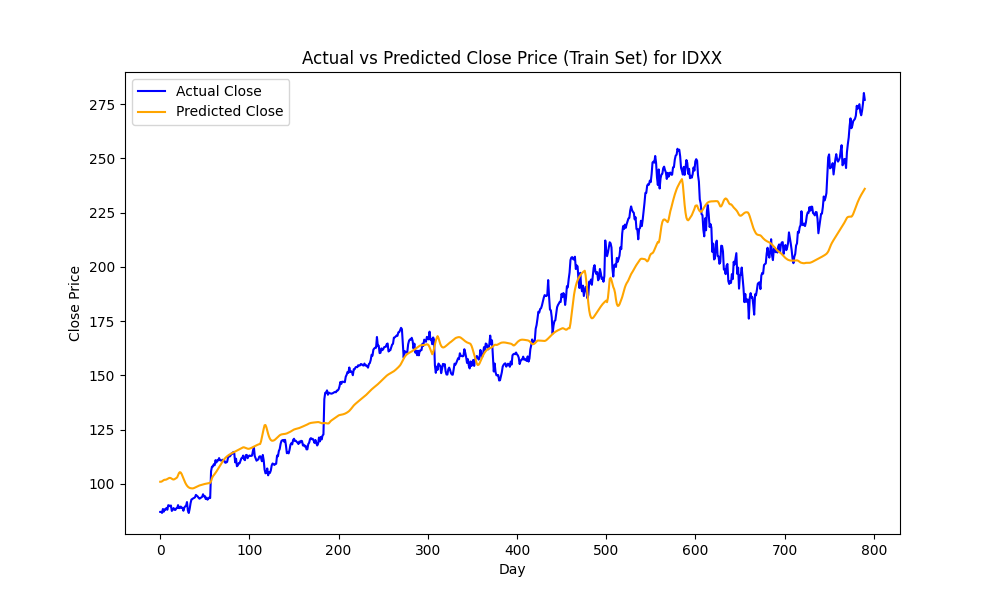 Actual vs Predicted Close Price (Train Set) for IDXX
Actual Close
Predicted Close
275
250
225
200
175
150
125
100
Close Price
0 100 200 300 400 500 600 700 800
Day